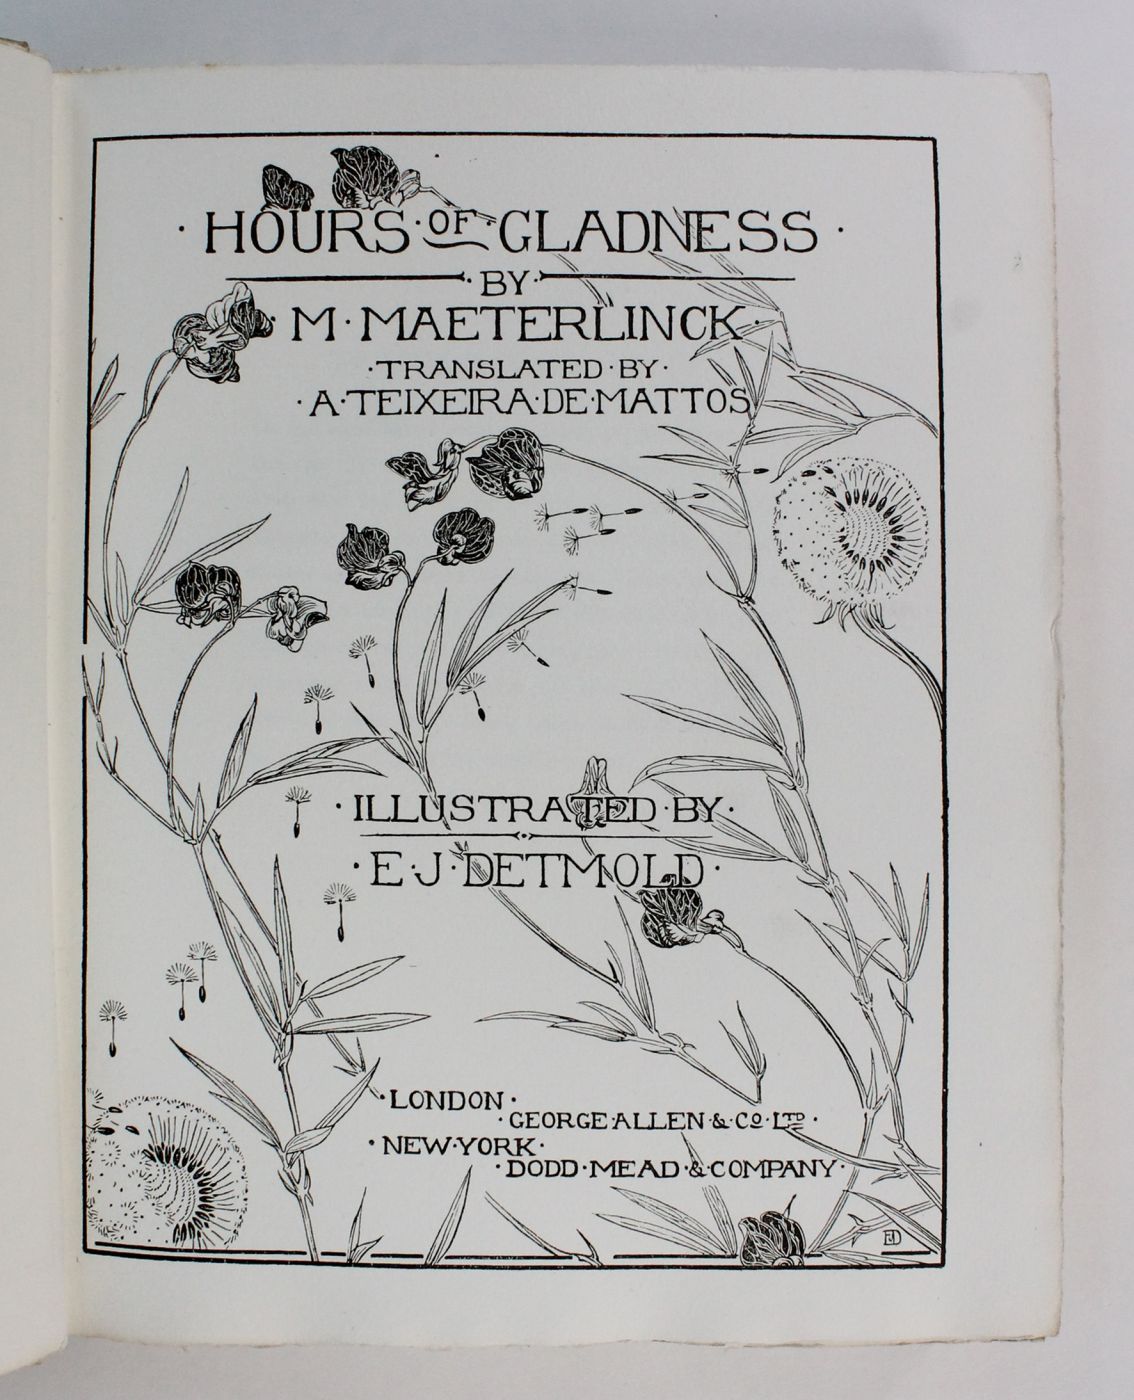 ·HOURS·OF·GLADNESS·
·BY·
·M·MAETERLINCK·
·TRANSLATED·BY·
·A·TEIXEIRA·DE·MATTOS
·ILLUSTRATED·BY·
·E·J·DETMOLD·
·LONDON·
·GEORGE·ALLEN·&·Cº·LTD·
·NEW·YORK·
·DODD·MEAD·&·COMPANY·
ED